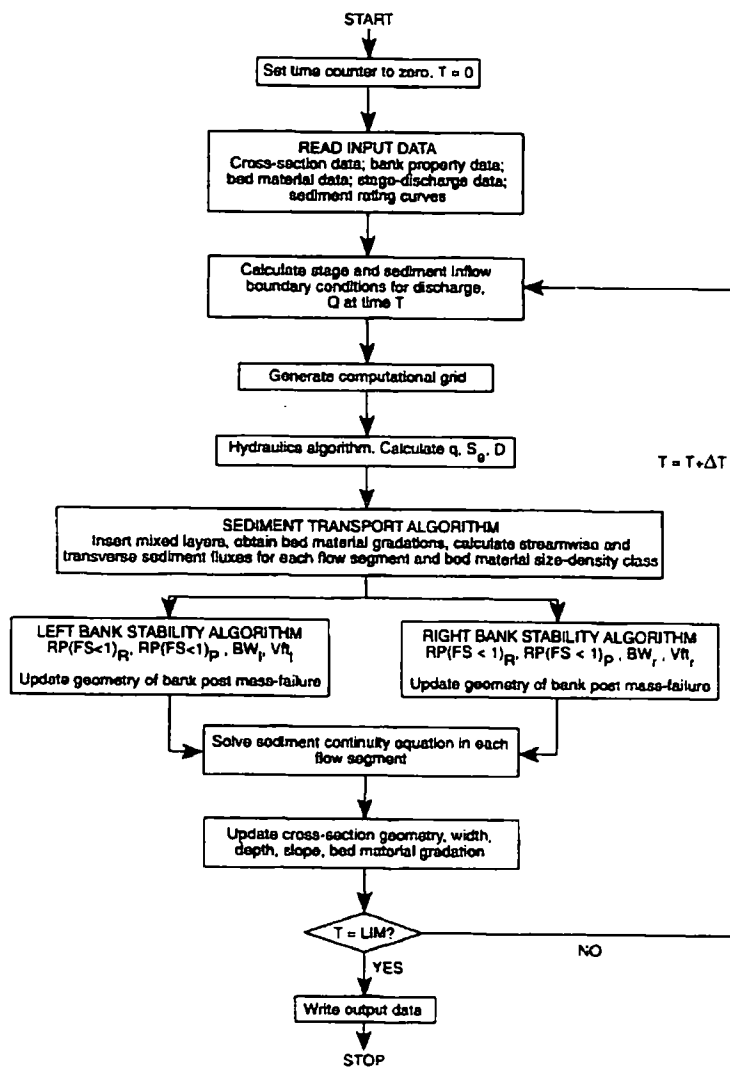 START
Set time counter to zero. T = 0
READ INPUT DATA
Cross-section data; bank property data;
bed material data; stage-discharge data;
sediment rating curves
Calculate stage and sediment inflow
boundary conditions for discharge,
Q at time T
Generate computational grid
Hydraulics algorithm. Calculate q, Se, D
T = T+ΔT
SEDIMENT TRANSPORT ALGORITHM
Insert mixed layers, obtain bed material gradations, calculate streamwise and
transverse sediment fluxes for each flow segment and bed material size-density class
LEFT BANK STABILITY ALGORITHM
RP(FS<1)R, RP(FS<1)P , BWl, Vftl
Update geometry of bank post mass-failure
RIGHT BANK STABILITY ALGORITHM
RP(FS < 1)R, RP(FS < 1)P , BWr , Vftr
Update geometry of bank post mass-failure
Solve sediment continuity equation in each
flow segment
Update cross-section geometry, width,
depth, slope, bed material gradation
T = LIM?
NO
YES
Write output data
STOP